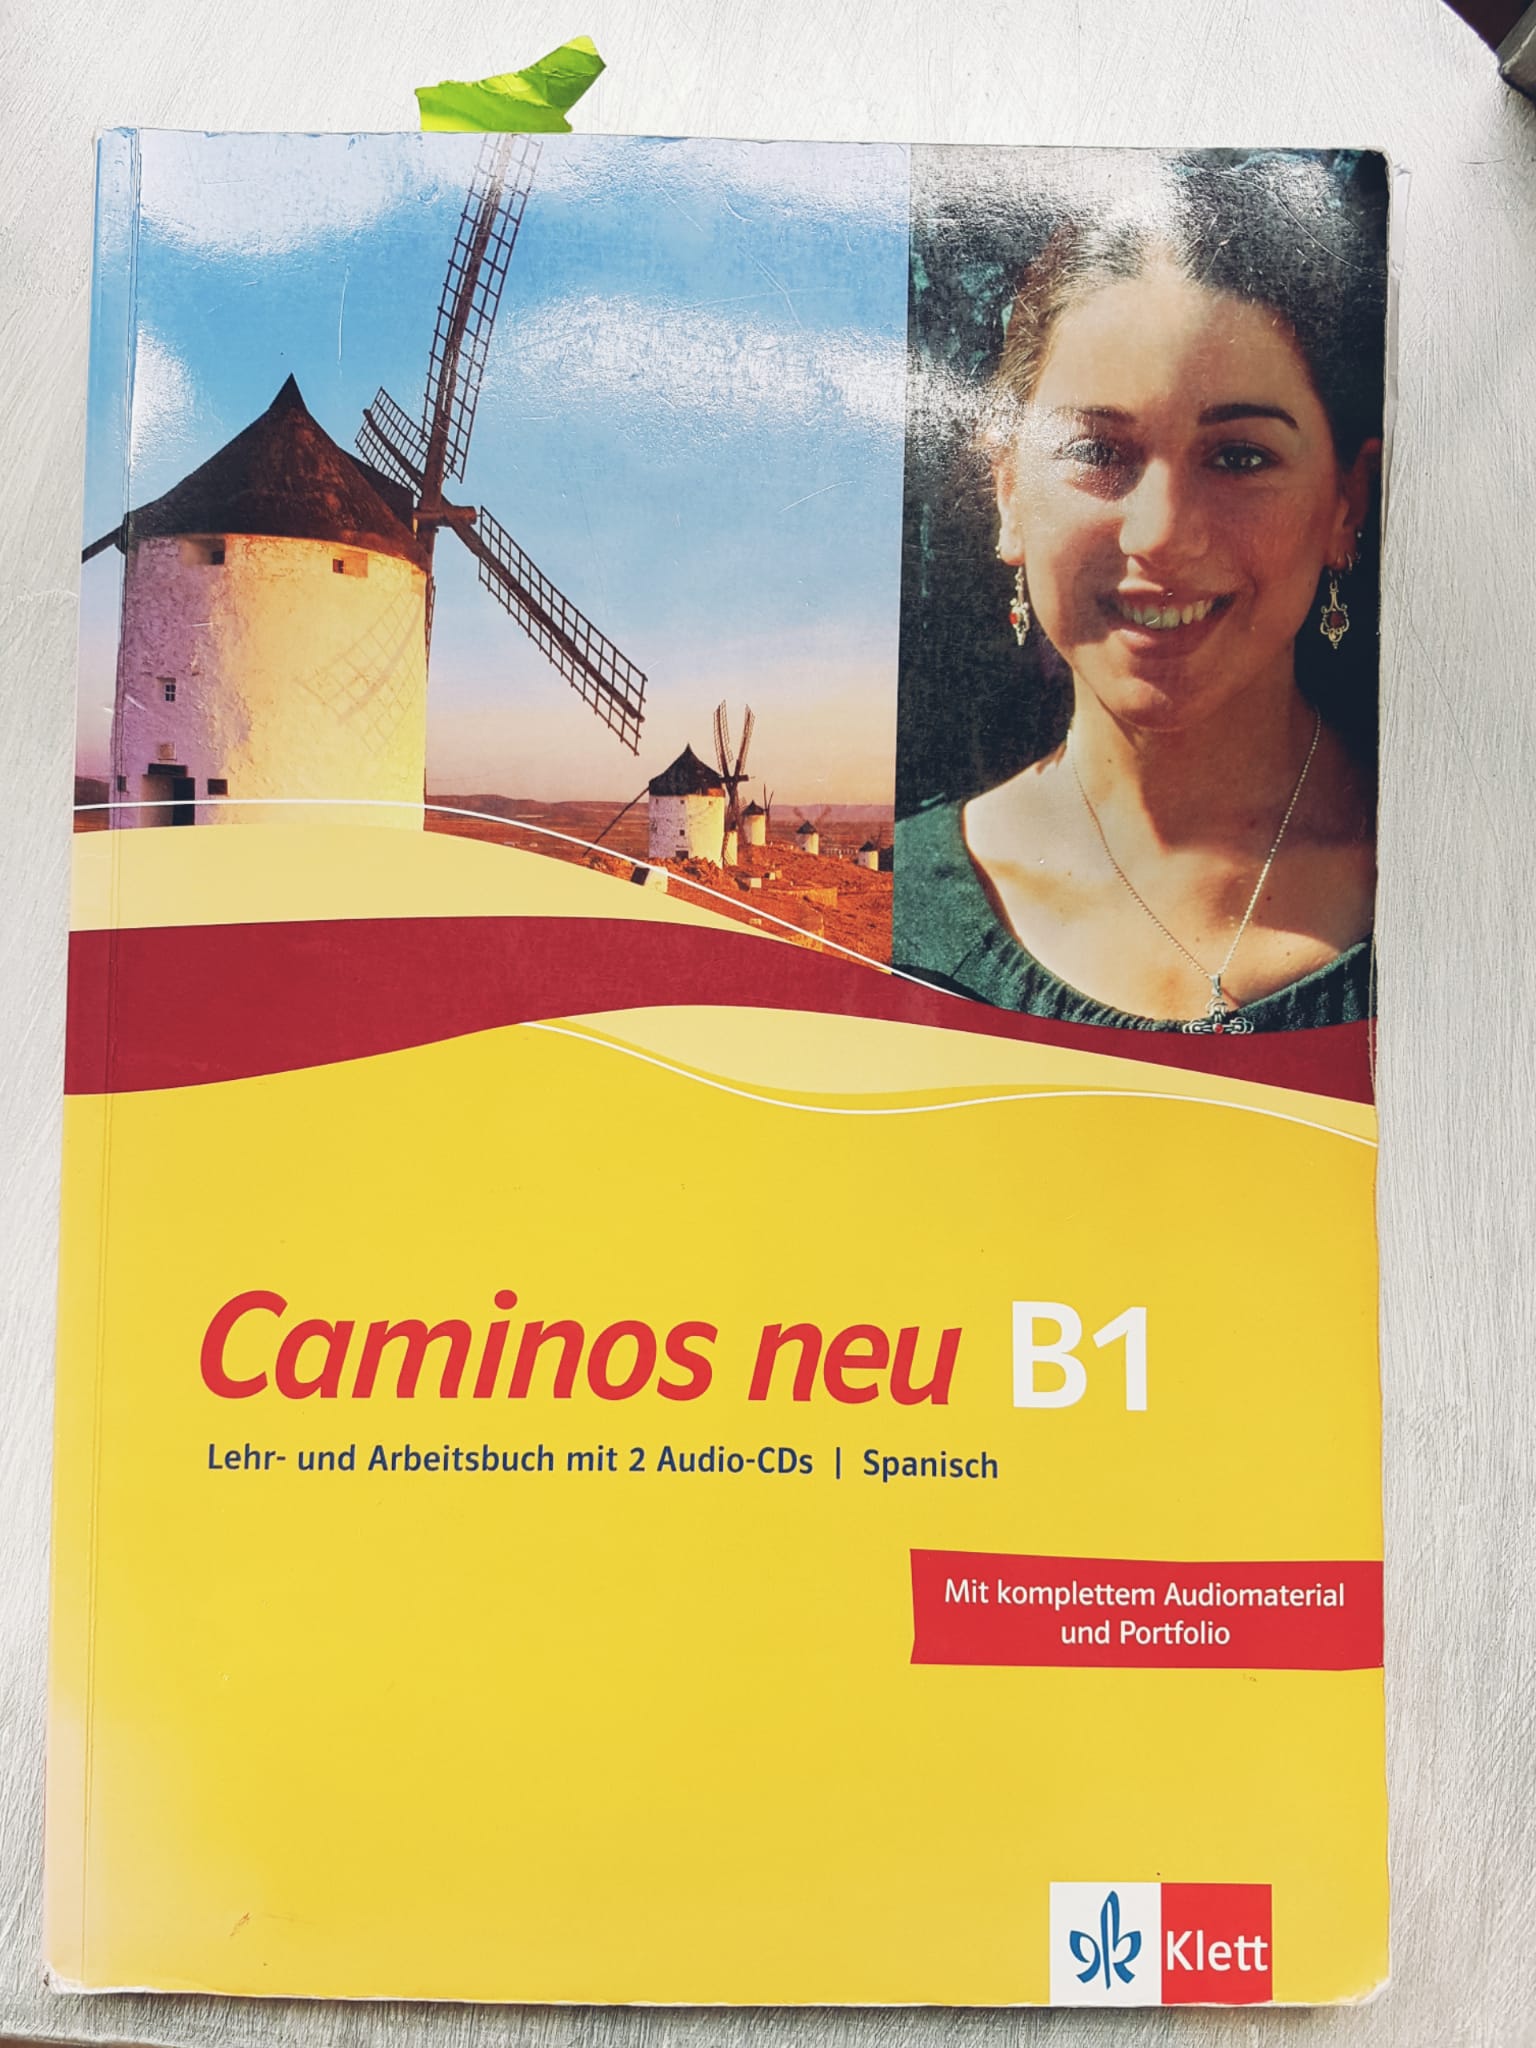 Caminos neu B1
Lehr- und Arbeitsbuch mit 2 Audio-CDs | Spanisch
Mit komplettem Audiomaterial
und Portfolio
Klett